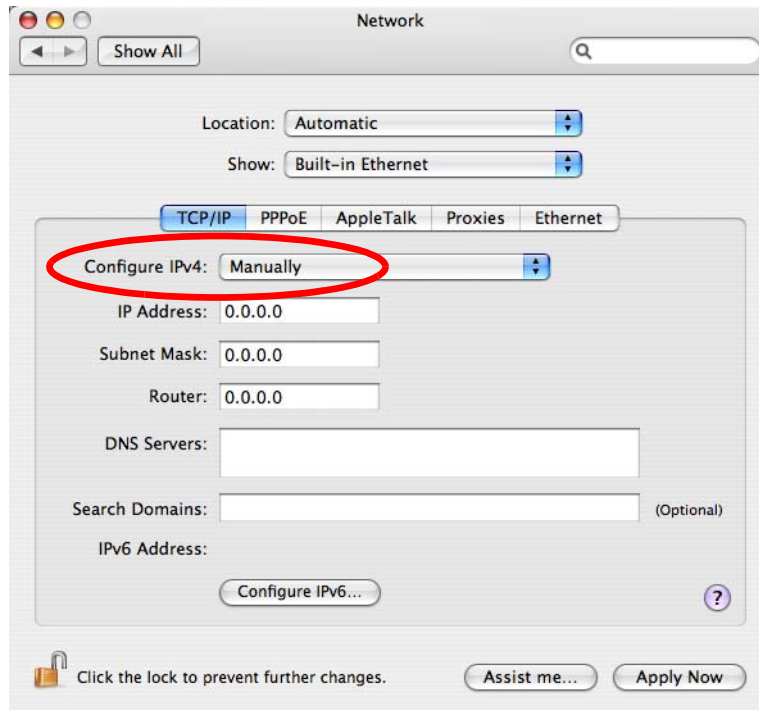 Network
Show All
Location: Automatic
Show: Built-in Ethernet
TCP/IP PPPoE AppleTalk Proxies Ethernet
Configure IPv4: Manually
IP Address: 0.0.0.0
Subnet Mask: 0.0.0.0
Router: 0.0.0.0
DNS Servers:
Search Domains: (Optional)
IPv6 Address:
Configure IPv6...
?
Click the lock to prevent further changes. Assist me... Apply Now